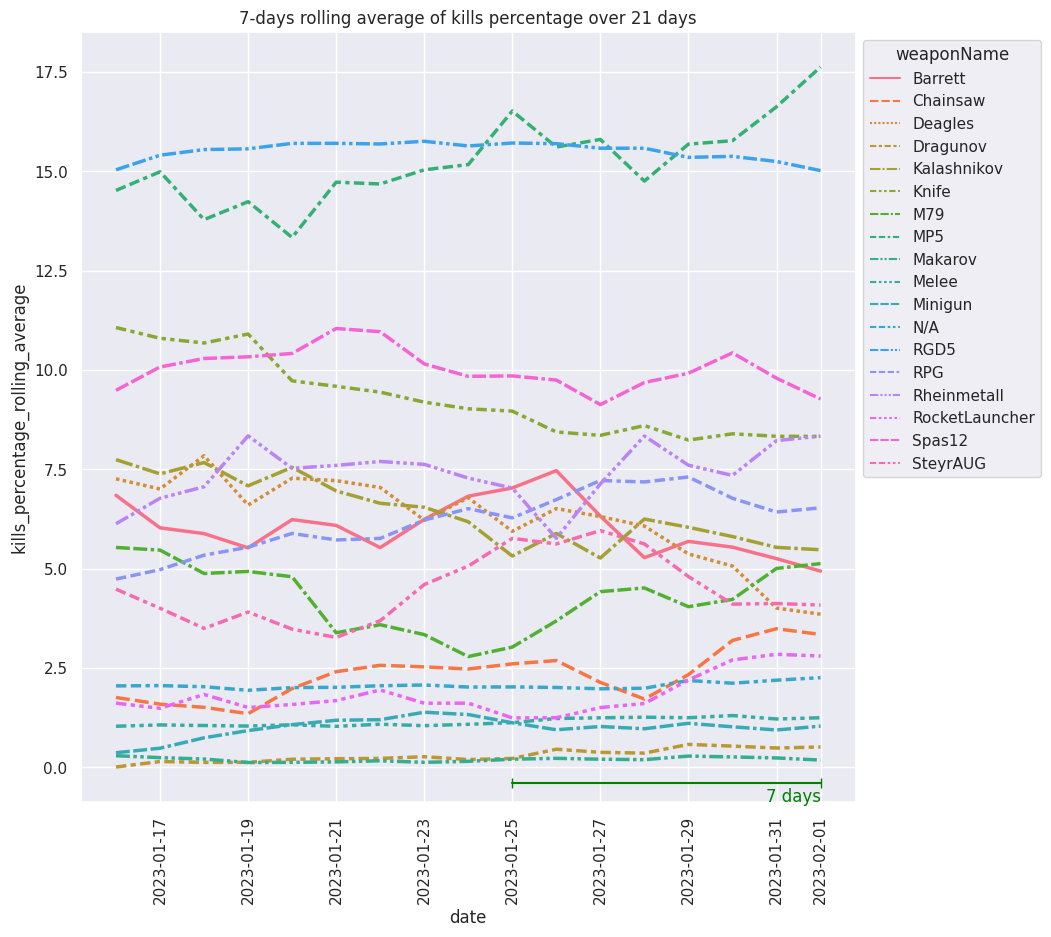 7-days rolling average of kills percentage over 21 days
kills_percentage_rolling_average
17.5
15.0
12.5
10.0
7.5
5.0
2.5
0.0
7 days
2023-01-17
2023-01-19
2023-01-21
2023-01-23
2023-01-25
2023-01-27
2023-01-29
2023-01-31
2023-02-01
date
weaponName
Barrett
Chainsaw
Deagles
Dragunov
Kalashnikov
Knife
M79
MP5
Makarov
Melee
Minigun
N/A
RGD5
RPG
Rheinmetall
RocketLauncher
Spas12
SteyrAUG